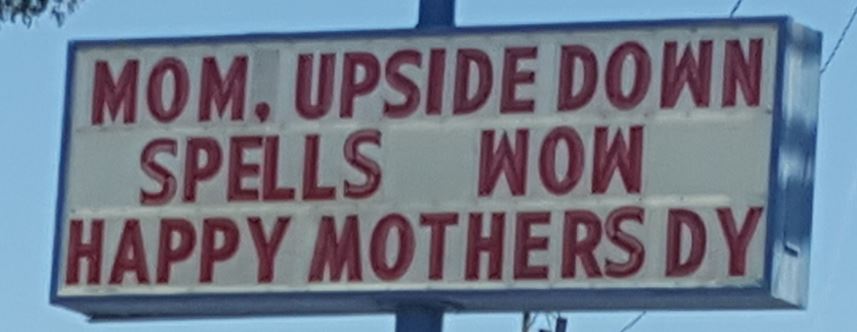 MOM, UPSIDE DOWN
SPELLS WOW
HAPPY MOTHERS DY